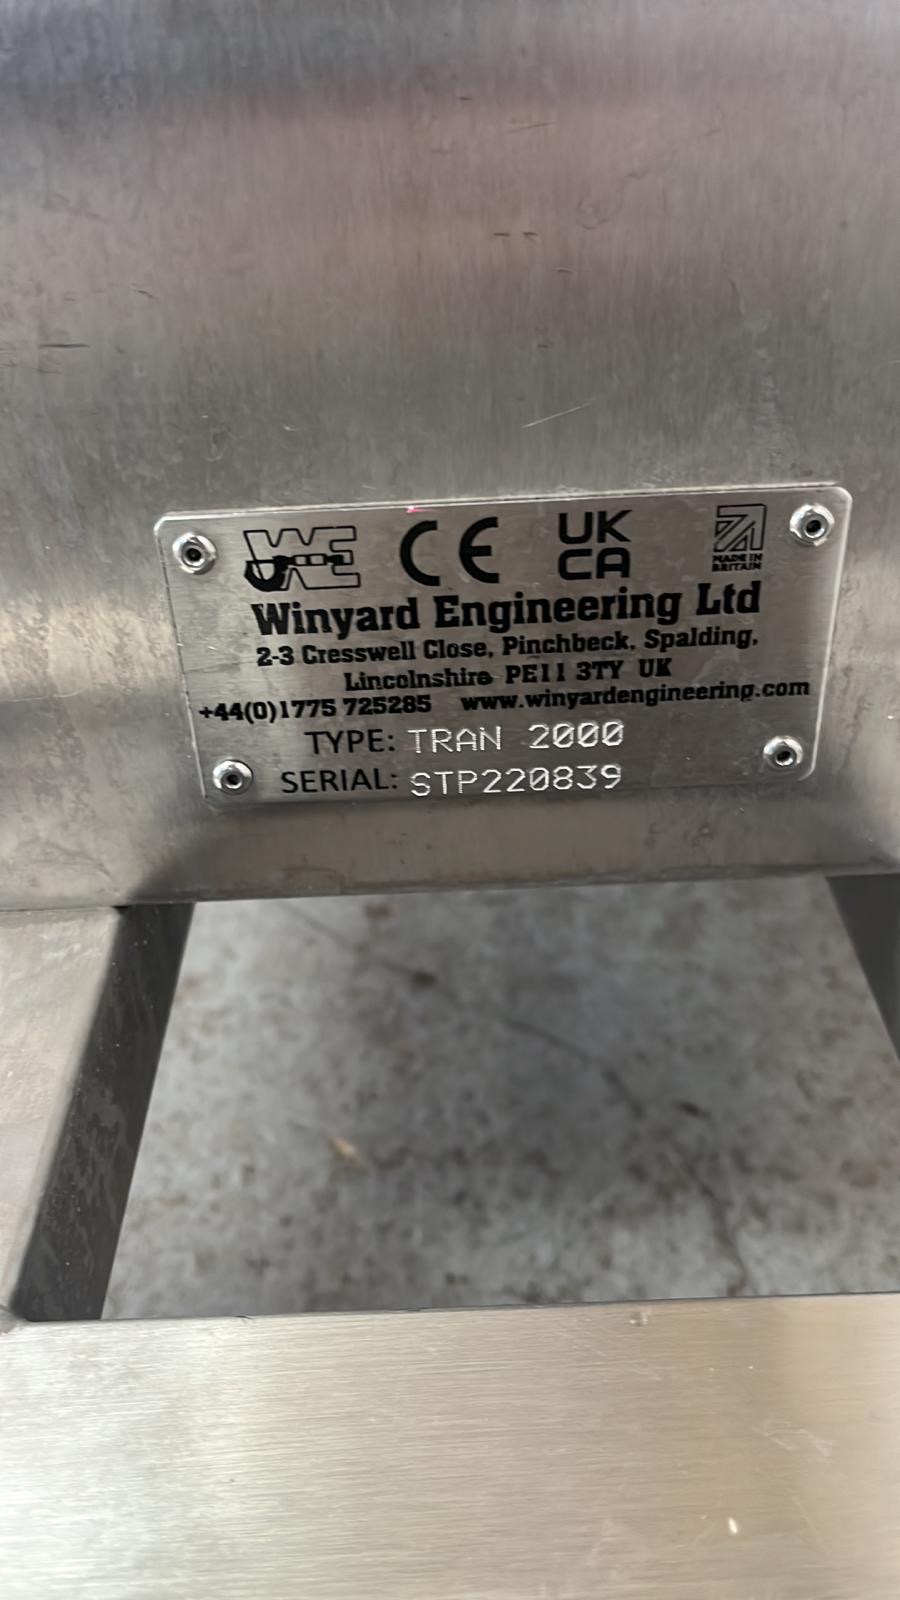 WE CE UK CA MADE IN BRITAIN
Winyard Engineering Ltd
2-3 Cresswell Close, Pinchbeck, Spalding,
Lincolnshire PE11 3TY UK
+44(0)1775 725285 www.winyardengineering.com
TYPE: TRAN 2000
SERIAL: STP220839